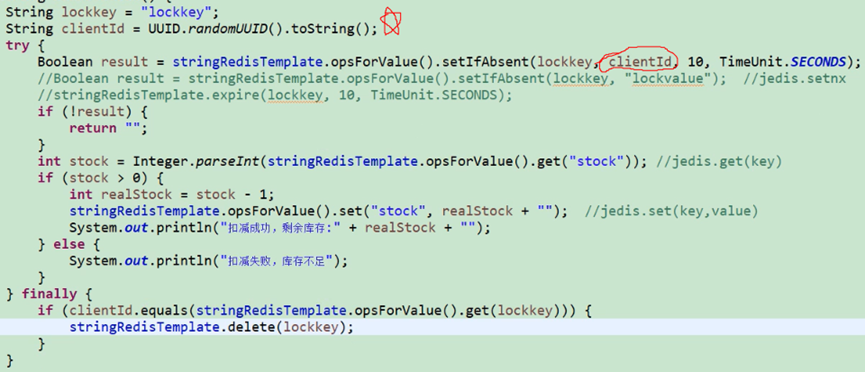 String lockkey = "lockkey";
String clientId = UUID.randomUUID().toString();
try {
Boolean result = stringRedisTemplate.opsForValue().setIfAbsent(lockkey, clientId, 10, TimeUnit.SECONDS);
//Boolean result = stringRedisTemplate.opsForValue().setIfAbsent(lockkey, "lockvalue"); //jedis.setnx
//stringRedisTemplate.expire(lockkey, 10, TimeUnit.SECONDS);
if (!result) {
return "";
}
int stock = Integer.parseInt(stringRedisTemplate.opsForValue().get("stock")); //jedis.get(key)
if (stock > 0) {
int realStock = stock - 1;
stringRedisTemplate.opsForValue().set("stock", realStock + ""); //jedis.set(key,value)
System.out.println("扣减成功，剩余库存:" + realStock + "");
} else {
System.out.println("扣减失败，库存不足");
}
} finally {
if (clientId.equals(stringRedisTemplate.opsForValue().get(lockkey))) {
stringRedisTemplate.delete(lockkey);
}
}